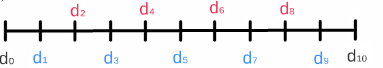 d₂ d₄ d₆ d₈
d₀ d₁ d₃ d₅ d₇ d₉ d₁₀